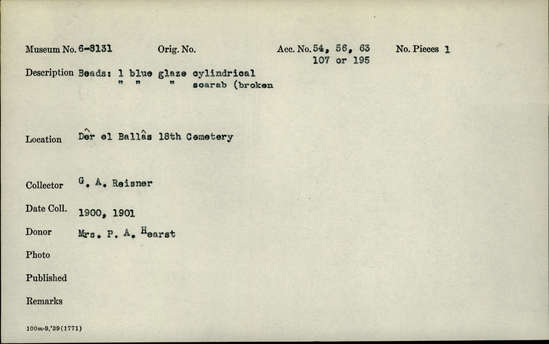 Museum No. 6-8131 Orig. No. Acc. No. 54, 56, 63 No. Pieces 1
107 or 195
Description Beads: 1 blue glaze cylindrical
" " " scarab (broken
Location Dêr el Ballâs 18th Cemetery
Collector G. A. Reisner
Date Coll. 1900, 1901
Donor Mrs. P. A. Hearst
Photo
Published
Remarks
100m-9,'39(1771)